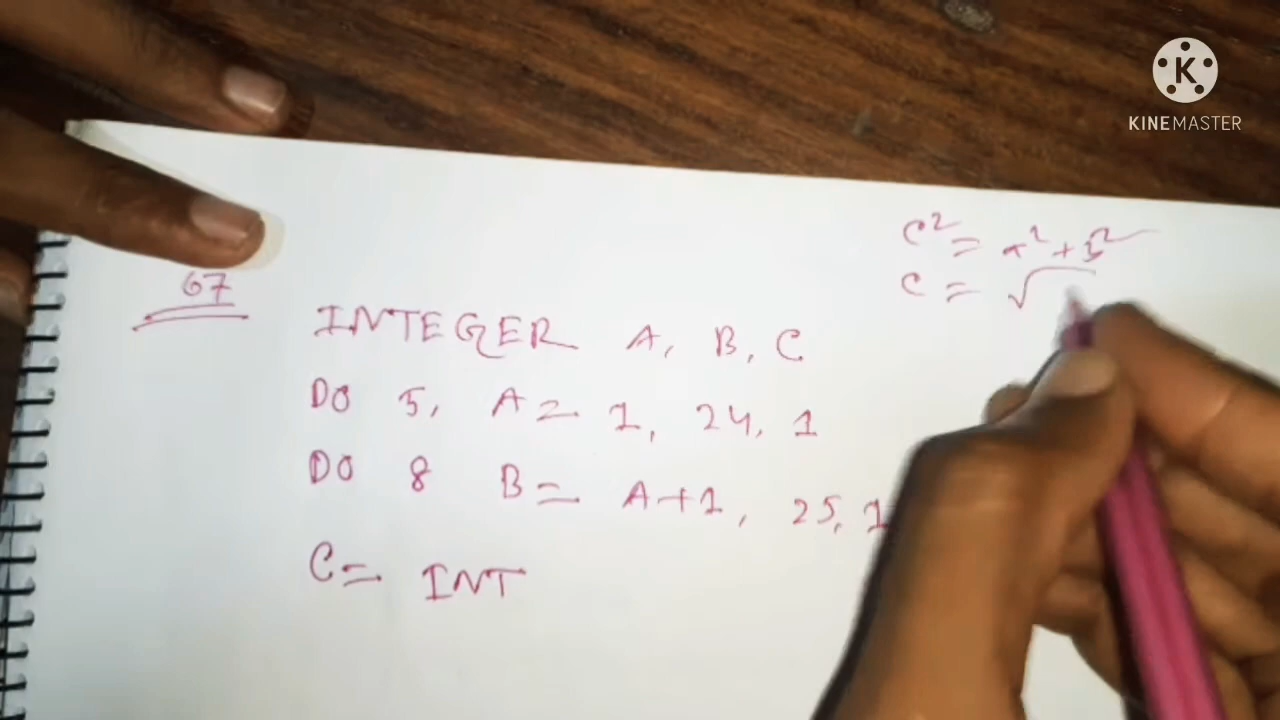 K
KINEMASTER
C² = A² + B²
C = √
67
INTEGER A, B, C
DO 5, A = 1, 24, 1
DO 8 B = A+1, 25, 1
C = INT